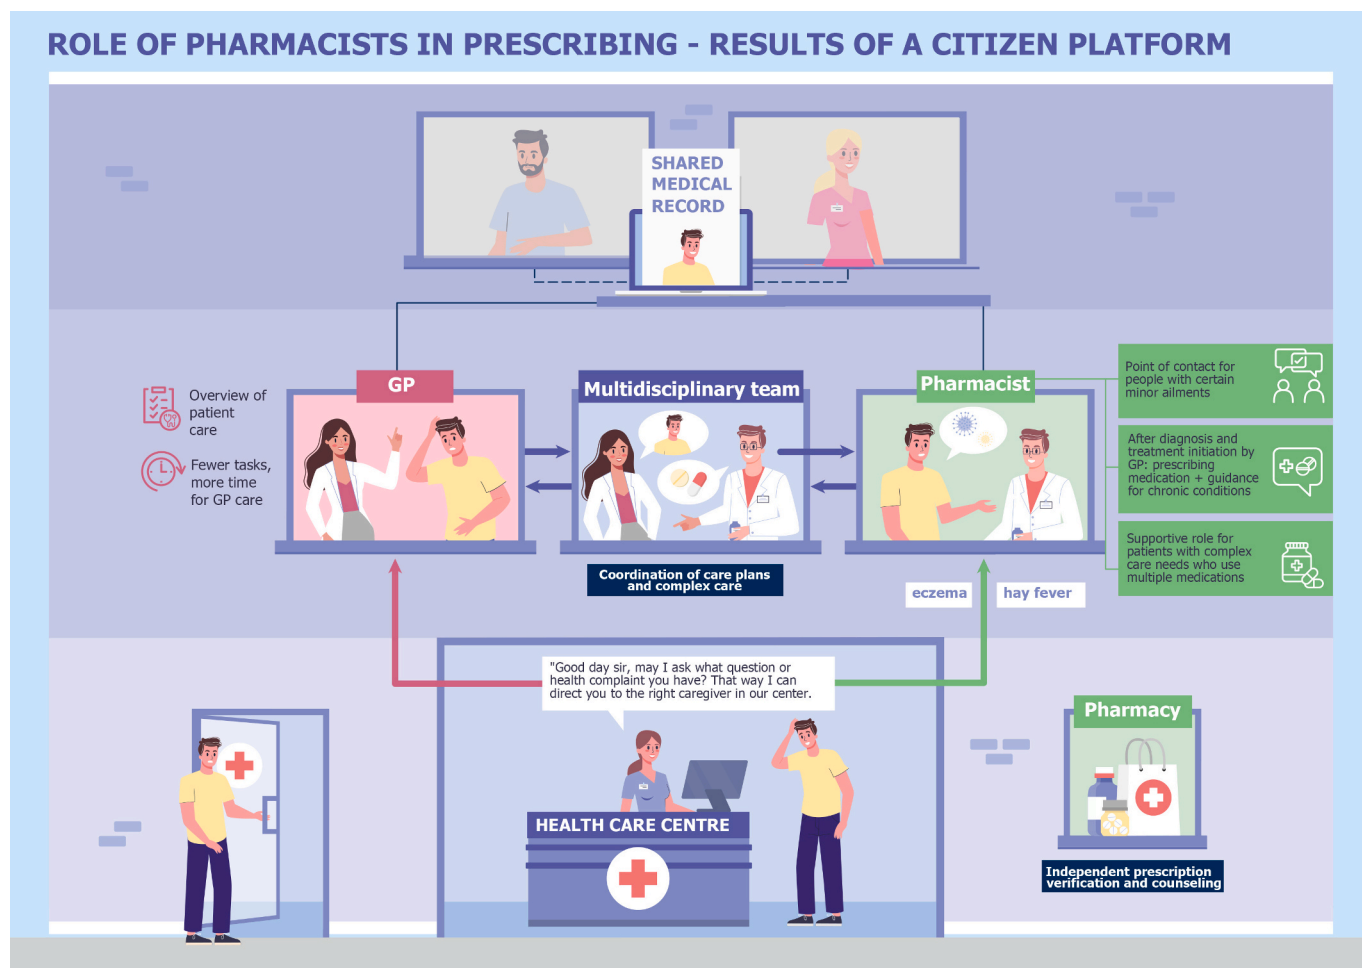 ROLE OF PHARMACISTS IN PRESCRIBING - RESULTS OF A CITIZEN PLATFORM
SHARED
MEDICAL
RECORD
Overview of
patient
care
Fewer tasks,
more time
for GP care
GP
Multidisciplinary team
Coordination of care plans
and complex care
Pharmacist
Point of contact for
people with certain
minor ailments
After diagnosis and
treatment initiation by
GP: prescribing
medication + guidance
for chronic conditions
Supportive role for
patients with complex
care needs who use
multiple medications
eczema
hay fever
"Good day sir, may I ask what question or
health complaint you have? That way I can
direct you to the right caregiver in our center.
HEALTH CARE CENTRE
Pharmacy
Independent prescription
verification and counseling